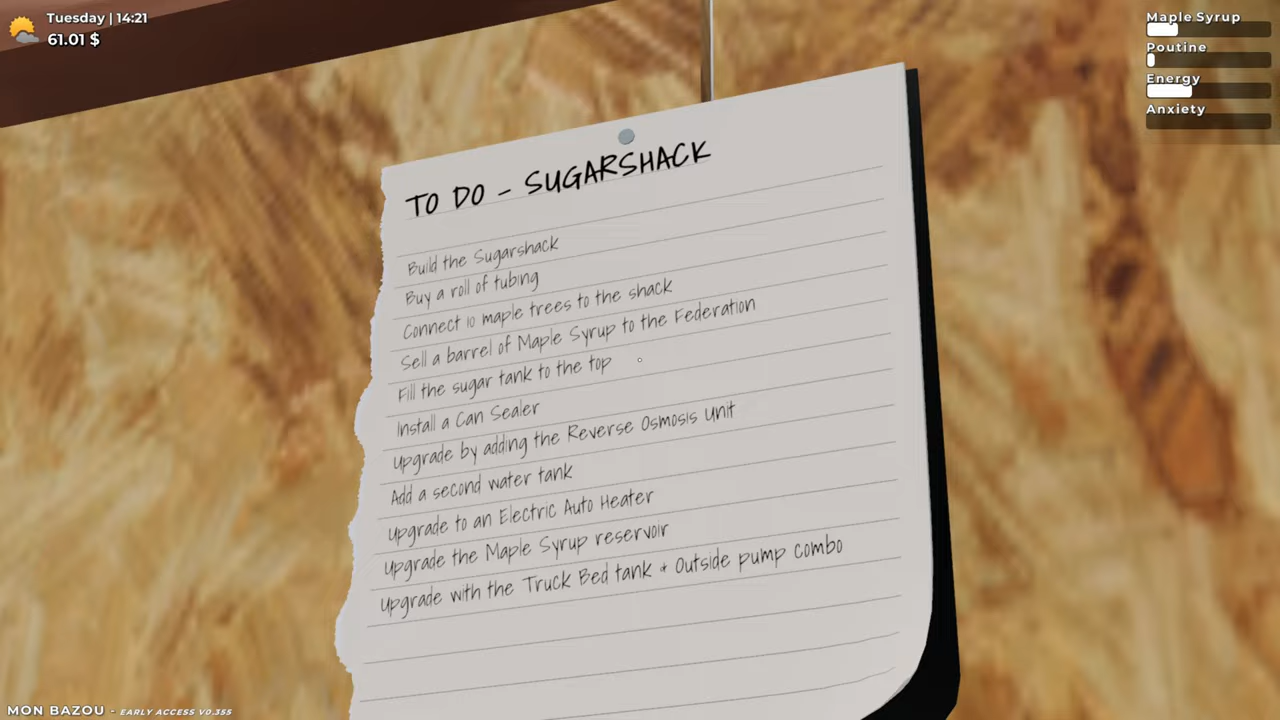 Tuesday | 14:21
61.01 $
Maple Syrup
Poutine
Energy
Anxiety
TO DO - SUGARSHACK
Build the Sugarshack
Buy a roll of tubing
Connect 10 maple trees to the shack
Sell a barrel of Maple Syrup to the Federation
Fill the sugar tank to the top
Install a Can Sealer
Upgrade by adding the Reverse Osmosis Unit
Add a second water tank
Upgrade to an Electric Auto Heater
Upgrade the Maple Syrup reservoir
Upgrade with the Truck Bed tank + Outside pump combo
MON BAZOU - EARLY ACCESS V0.355